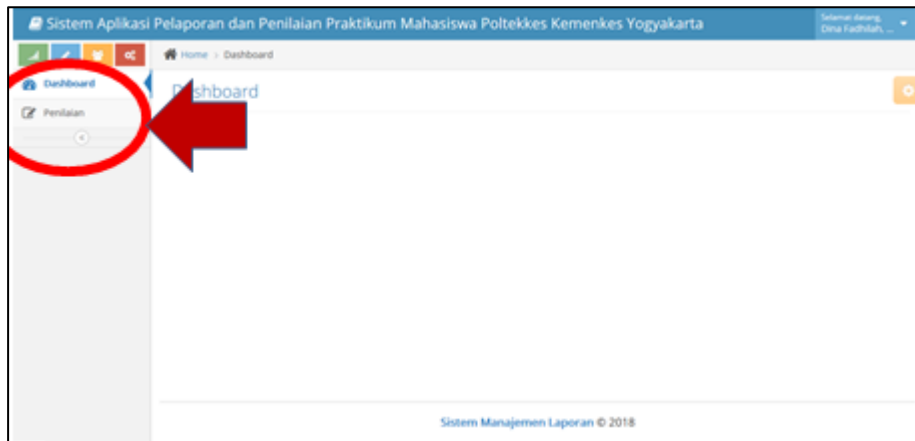 Sistem Aplikasi Pelaporan dan Penilaian Praktikum Mahasiswa Poltekkes Kemenkes Yogyakarta
Selamat datang,
Dina Fadhilah, ...
Home > Dashboard
Dashboard
Penilaian
Dashboard
Sistem Manajemen Laporan © 2018